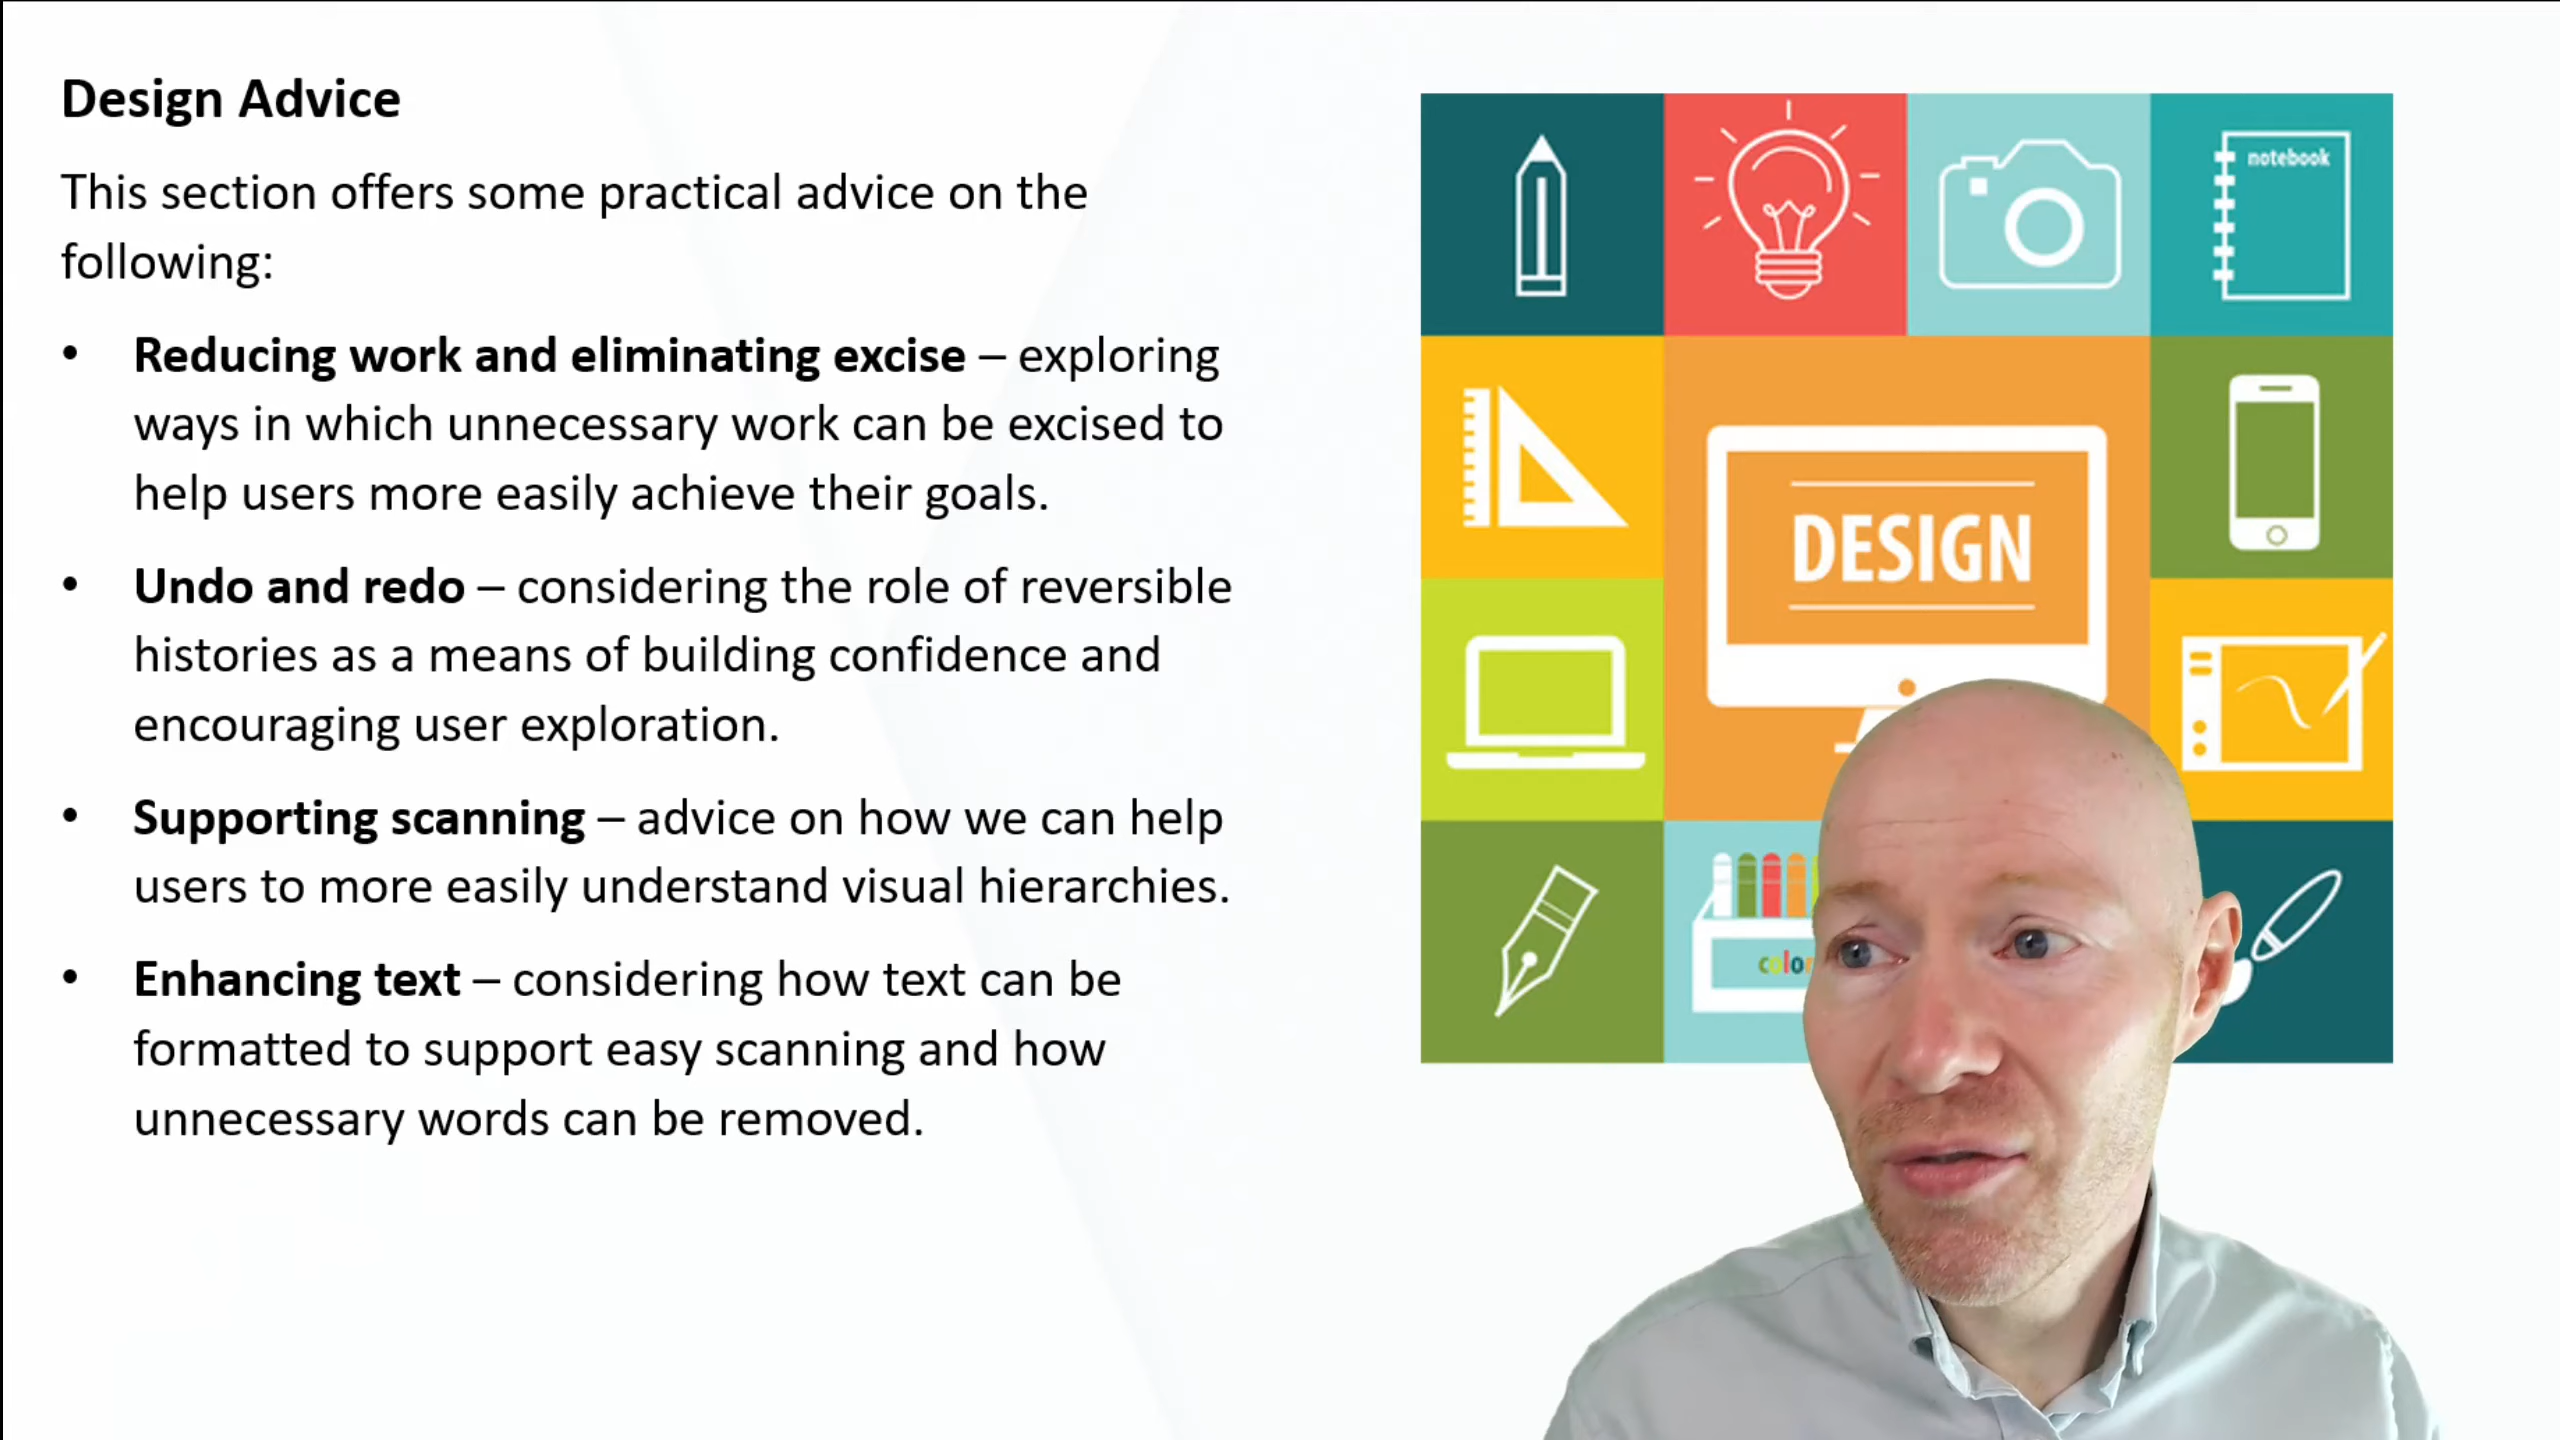 Design Advice
This section offers some practical advice on the
following:
• Reducing work and eliminating excise – exploring
ways in which unnecessary work can be excised to
help users more easily achieve their goals.
• Undo and redo – considering the role of reversible
histories as a means of building confidence and
encouraging user exploration.
• Supporting scanning – advice on how we can help
users to more easily understand visual hierarchies.
• Enhancing text – considering how text can be
formatted to support easy scanning and how
unnecessary words can be removed.
notebook
DESIGN
color